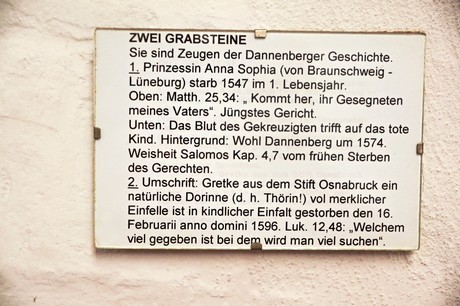 ZWEI GRABSTEINE
Sie sind Zeugen der Dannenberger Geschichte.
1. Prinzessin Anna Sophia (von Braunschweig -
Lüneburg) starb 1547 im 1. Lebensjahr.
Oben: Matth. 25,34: „ Kommt her, ihr Gesegneten
meines Vaters“. Jüngstes Gericht.
Unten: Das Blut des Gekreuzigten trifft auf das tote
Kind. Hintergrund: Wohl Dannenberg um 1574.
Weisheit Salomos Kap. 4,7 vom frühen Sterben
des Gerechten.
2. Umschrift: Gretke aus dem Stift Osnabruck ein
natürliche Dorinne (d. h. Thörin!) vol merklicher
Einfelle ist in kindlicher Einfalt gestorben den 16.
Februarii anno domini 1596. Luk. 12,48: „Welchem
viel gegeben ist bei dem wird man viel suchen“.